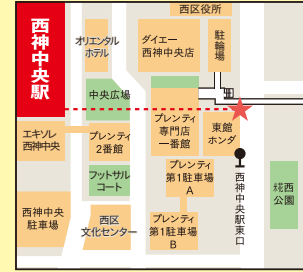 西区役所
西神中央駅
オリエンタル
ホテル
ダイエー
西神中央店
駐輪場
中央広場
エキソレ
西神中央
プレンティ
2番館
プレンティ
専門店
一番館
東館
ホンダ
フットサル
コート
プレンティ
第1駐車場
A
西神中央駅東口
糀西
公園
西神中央
駐車場
西区
文化センター
プレンティ
第1駐車場
B